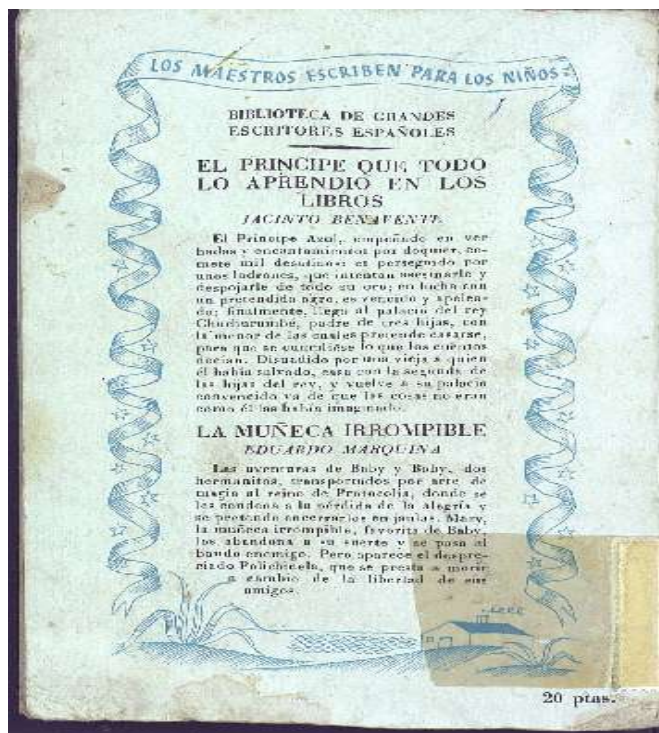 LOS MAESTROS ESCRIBEN PARA LOS NIÑOS
BIBLIOTECA DE GRANDES
ESCRITORES ESPAÑOLES
EL PRINCIPE QUE TODO
LO APRENDIO EN LOS
LIBROS
JACINTO BENAVENTE
El Príncipe Azul, empeñado en ver
hadas y encantamientos por doquier, co-
mete mil desatinos: es perseguido por
unos ladrones, que intentan asesinarle y
despojarle de todo su oro; en lucha con
un pretendido ogro, es vencido y apalea-
do; finalmente, llega al palacio del rey
Chuchurumbé, padre de tres hijas, con
la menor de las cuales pretende casarse,
para que se cumpliese lo que los cuentos
decían. Disuadido por una vieja a quien
él había salvado, casa con la segunda de
las hijas del rey, y vuelve a su palacio
convencido ya de que las cosas no eran
como él las había imaginado.
LA MUÑECA IRROMPIBLE
EDUARDO MARQUINA
Las aventuras de Baby y Boby, dos
hermanitos, transportados por arte de
magia al reino de Protocolia, donde se
les condena a la pérdida de la alegría y
se pretende encerrarlos en jaulas. Mary,
la muñeca irrompible, favorita de Baby,
los abandona a su suerte y se pasa al
bando enemigo. Pero aparece el despre-
ciado Polichinela, que se presta a morir
a cambio de la libertad de sus
amigos.
20 ptas.